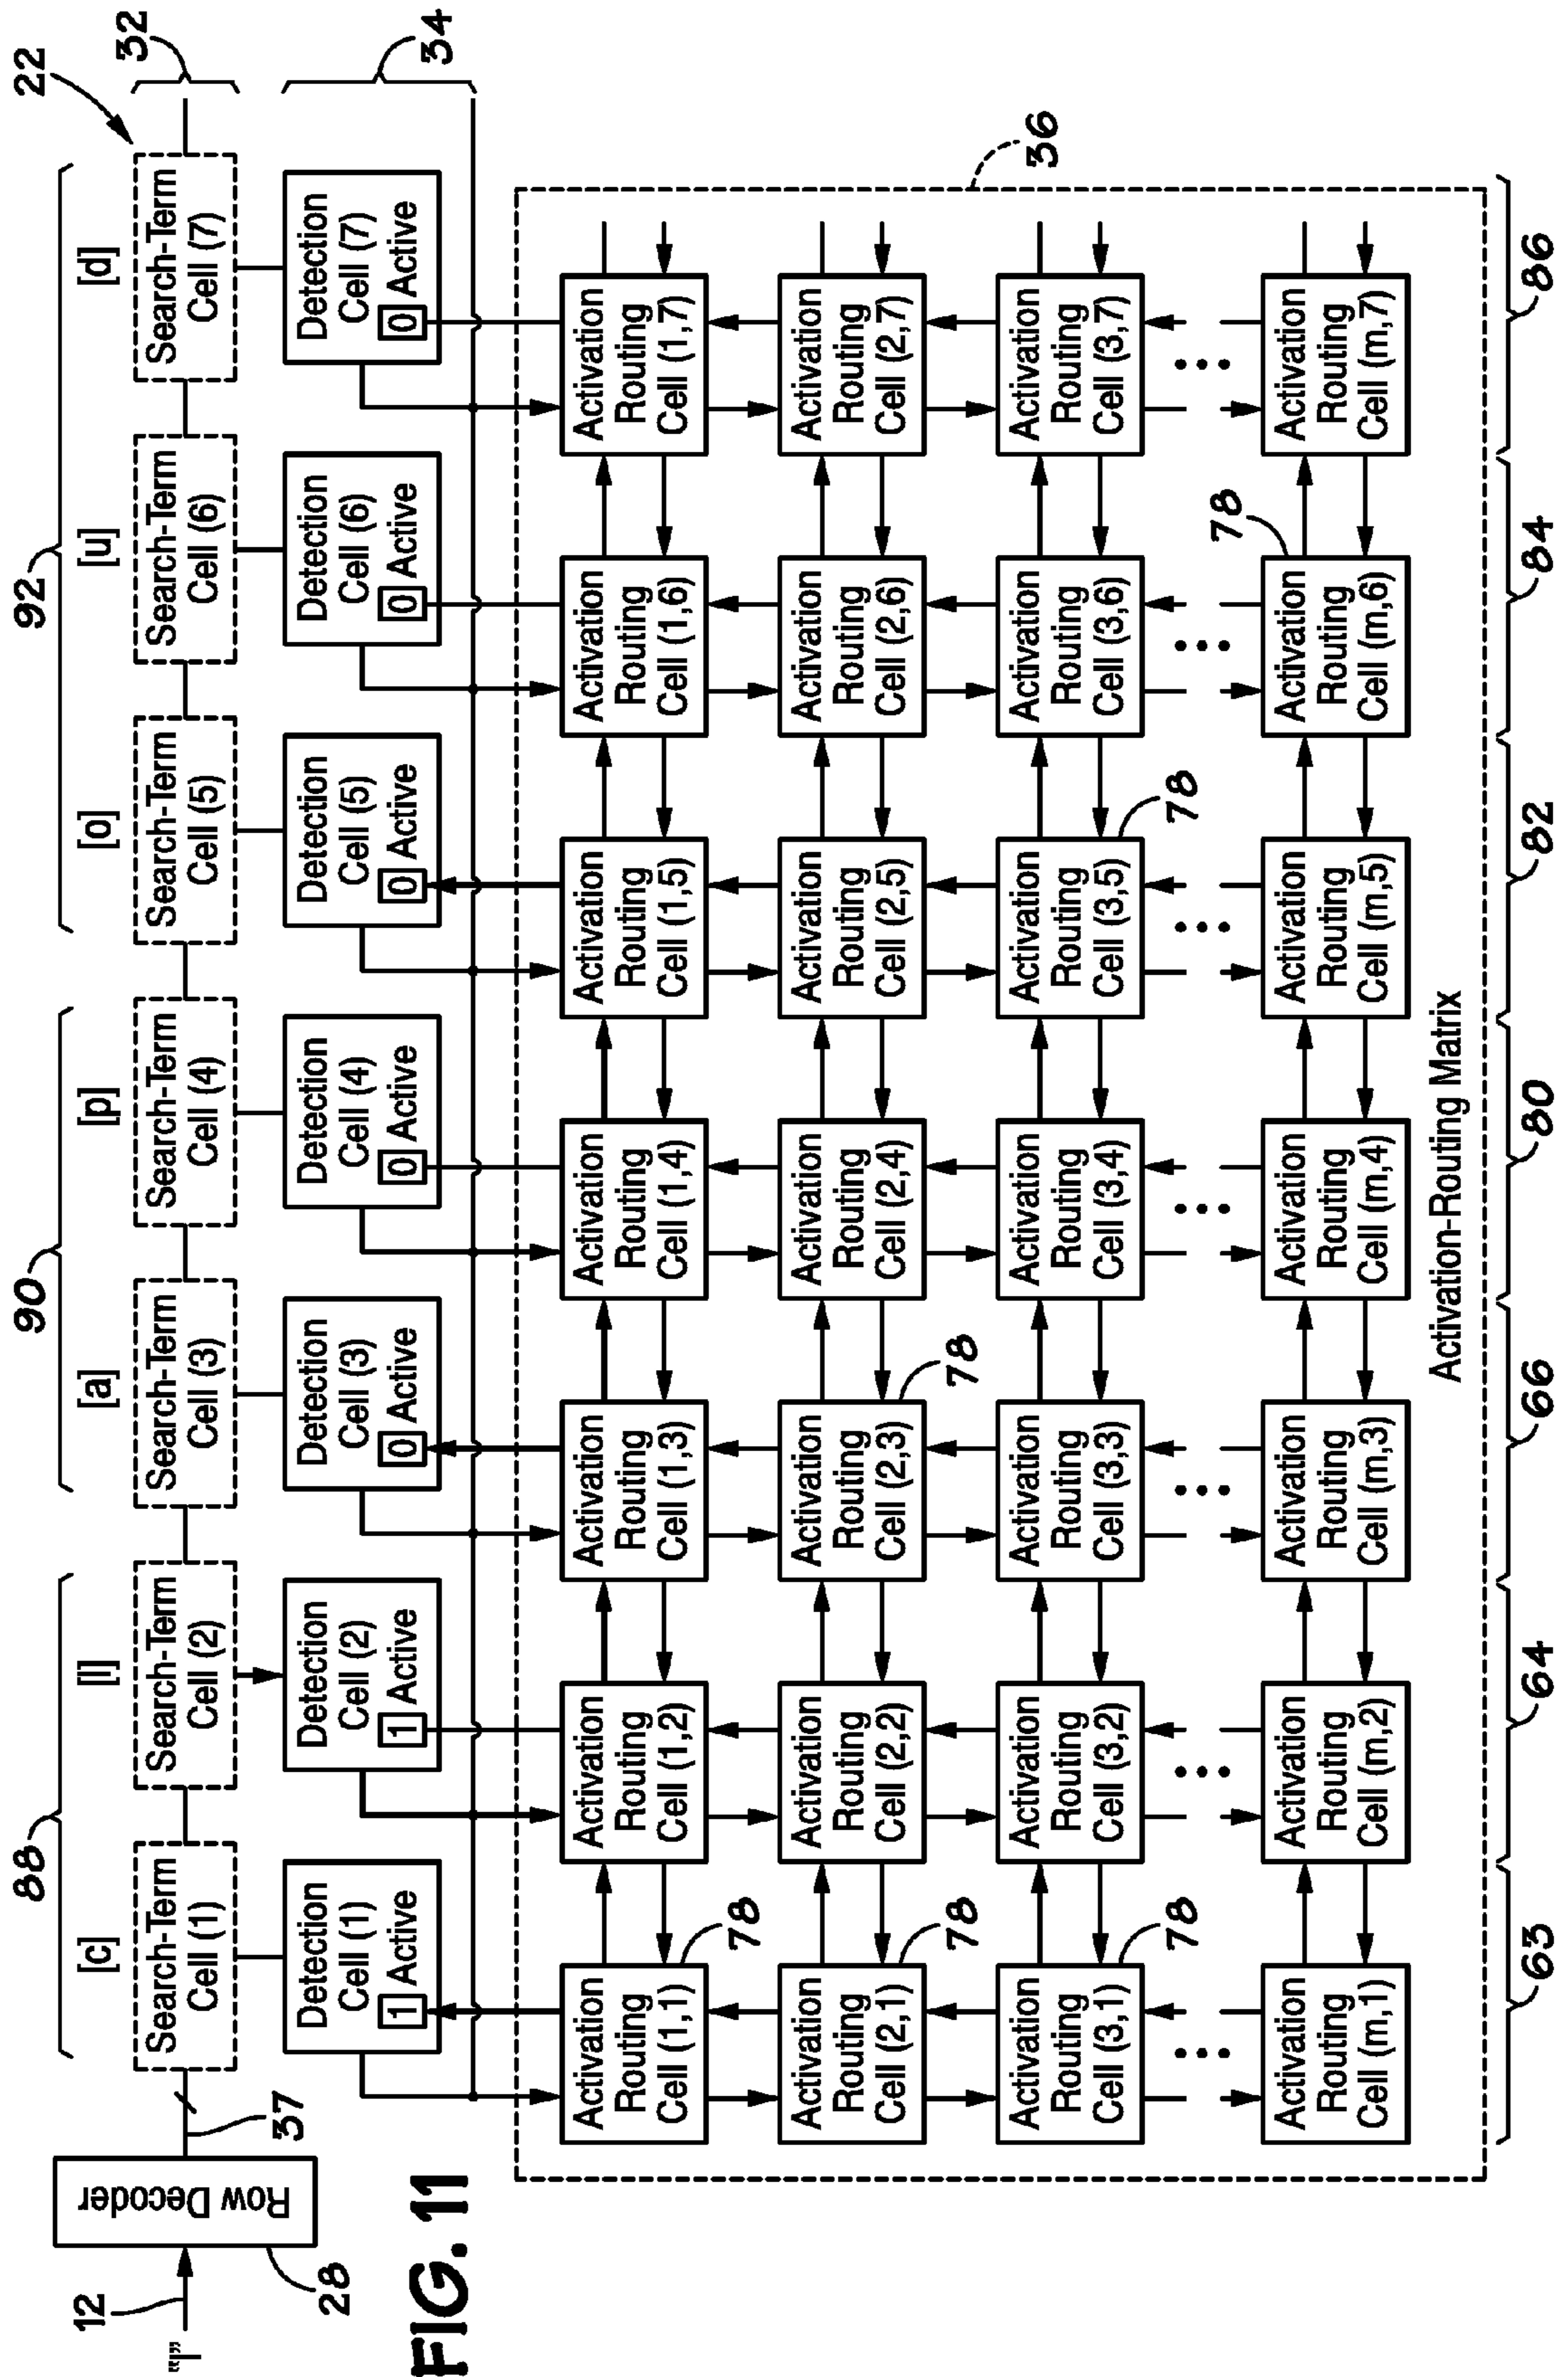 22
88
90
92
[c]
[l]
[a]
[p]
[o]
[u]
[d]
32
12
"l"
Row Decoder
28
37
Search-Term
Cell (1)
Search-Term
Cell (2)
Search-Term
Cell (3)
Search-Term
Cell (4)
Search-Term
Cell (5)
Search-Term
Cell (6)
Search-Term
Cell (7)
34
Detection
Cell (1)
1 Active
Detection
Cell (2)
1 Active
Detection
Cell (3)
0 Active
Detection
Cell (4)
0 Active
Detection
Cell (5)
0 Active
Detection
Cell (6)
0 Active
Detection
Cell (7)
0 Active
FIG. 11
36
Activation
Routing
Cell (1,1)
Activation
Routing
Cell (1,2)
Activation
Routing
Cell (1,3)
Activation
Routing
Cell (1,4)
Activation
Routing
Cell (1,5)
Activation
Routing
Cell (1,6)
Activation
Routing
Cell (1,7)
78
Activation
Routing
Cell (2,1)
Activation
Routing
Cell (2,2)
Activation
Routing
Cell (2,3)
Activation
Routing
Cell (2,4)
Activation
Routing
Cell (2,5)
Activation
Routing
Cell (2,6)
Activation
Routing
Cell (2,7)
78
78
Activation
Routing
Cell (3,1)
Activation
Routing
Cell (3,2)
Activation
Routing
Cell (3,3)
Activation
Routing
Cell (3,4)
Activation
Routing
Cell (3,5)
Activation
Routing
Cell (3,6)
Activation
Routing
Cell (3,7)
78
78
78
Activation
Routing
Cell (m,1)
Activation
Routing
Cell (m,2)
Activation
Routing
Cell (m,3)
Activation
Routing
Cell (m,4)
Activation
Routing
Cell (m,5)
Activation
Routing
Cell (m,6)
Activation
Routing
Cell (m,7)
Activation-Routing Matrix
63
64
66
80
82
84
86